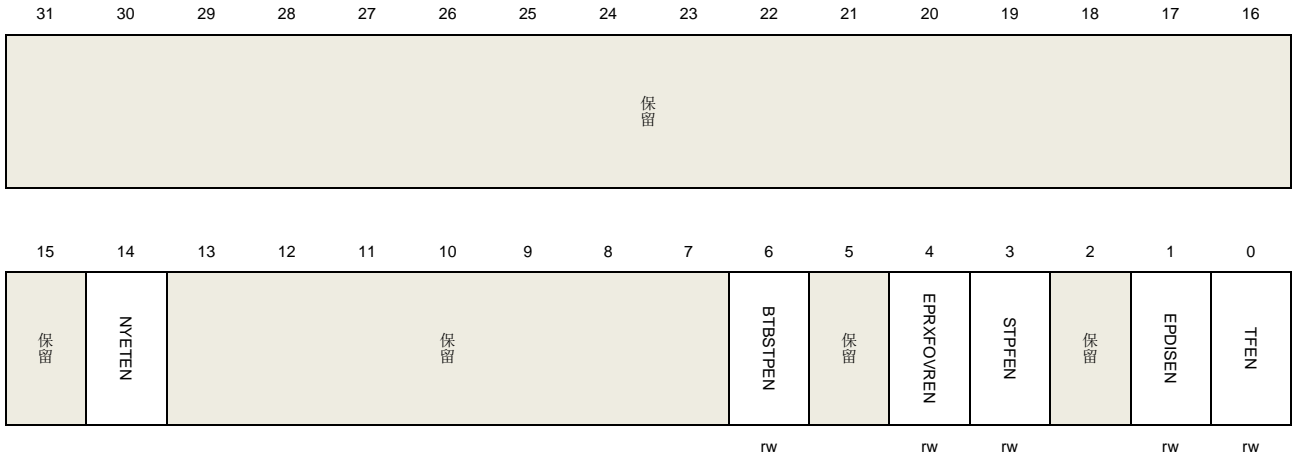 31 30 29 28 27 26 25 24 23 22 21 20 19 18 17 16
保留
15 14 13 12 11 10 9 8 7 6 5 4 3 2 1 0
保留 NYETEN 保留 BTBSTPEN 保留 EPRXFOVREN STPFEN 保留 EPDISEN TFEN
rw rw rw rw rw